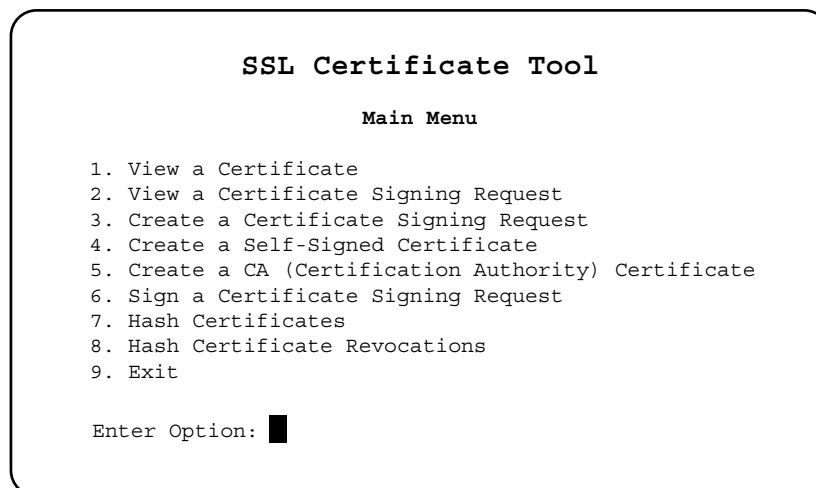 SSL Certificate Tool
Main Menu
1. View a Certificate
2. View a Certificate Signing Request
3. Create a Certificate Signing Request
4. Create a Self-Signed Certificate
5. Create a CA (Certification Authority) Certificate
6. Sign a Certificate Signing Request
7. Hash Certificates
8. Hash Certificate Revocations
9. Exit
Enter Option: